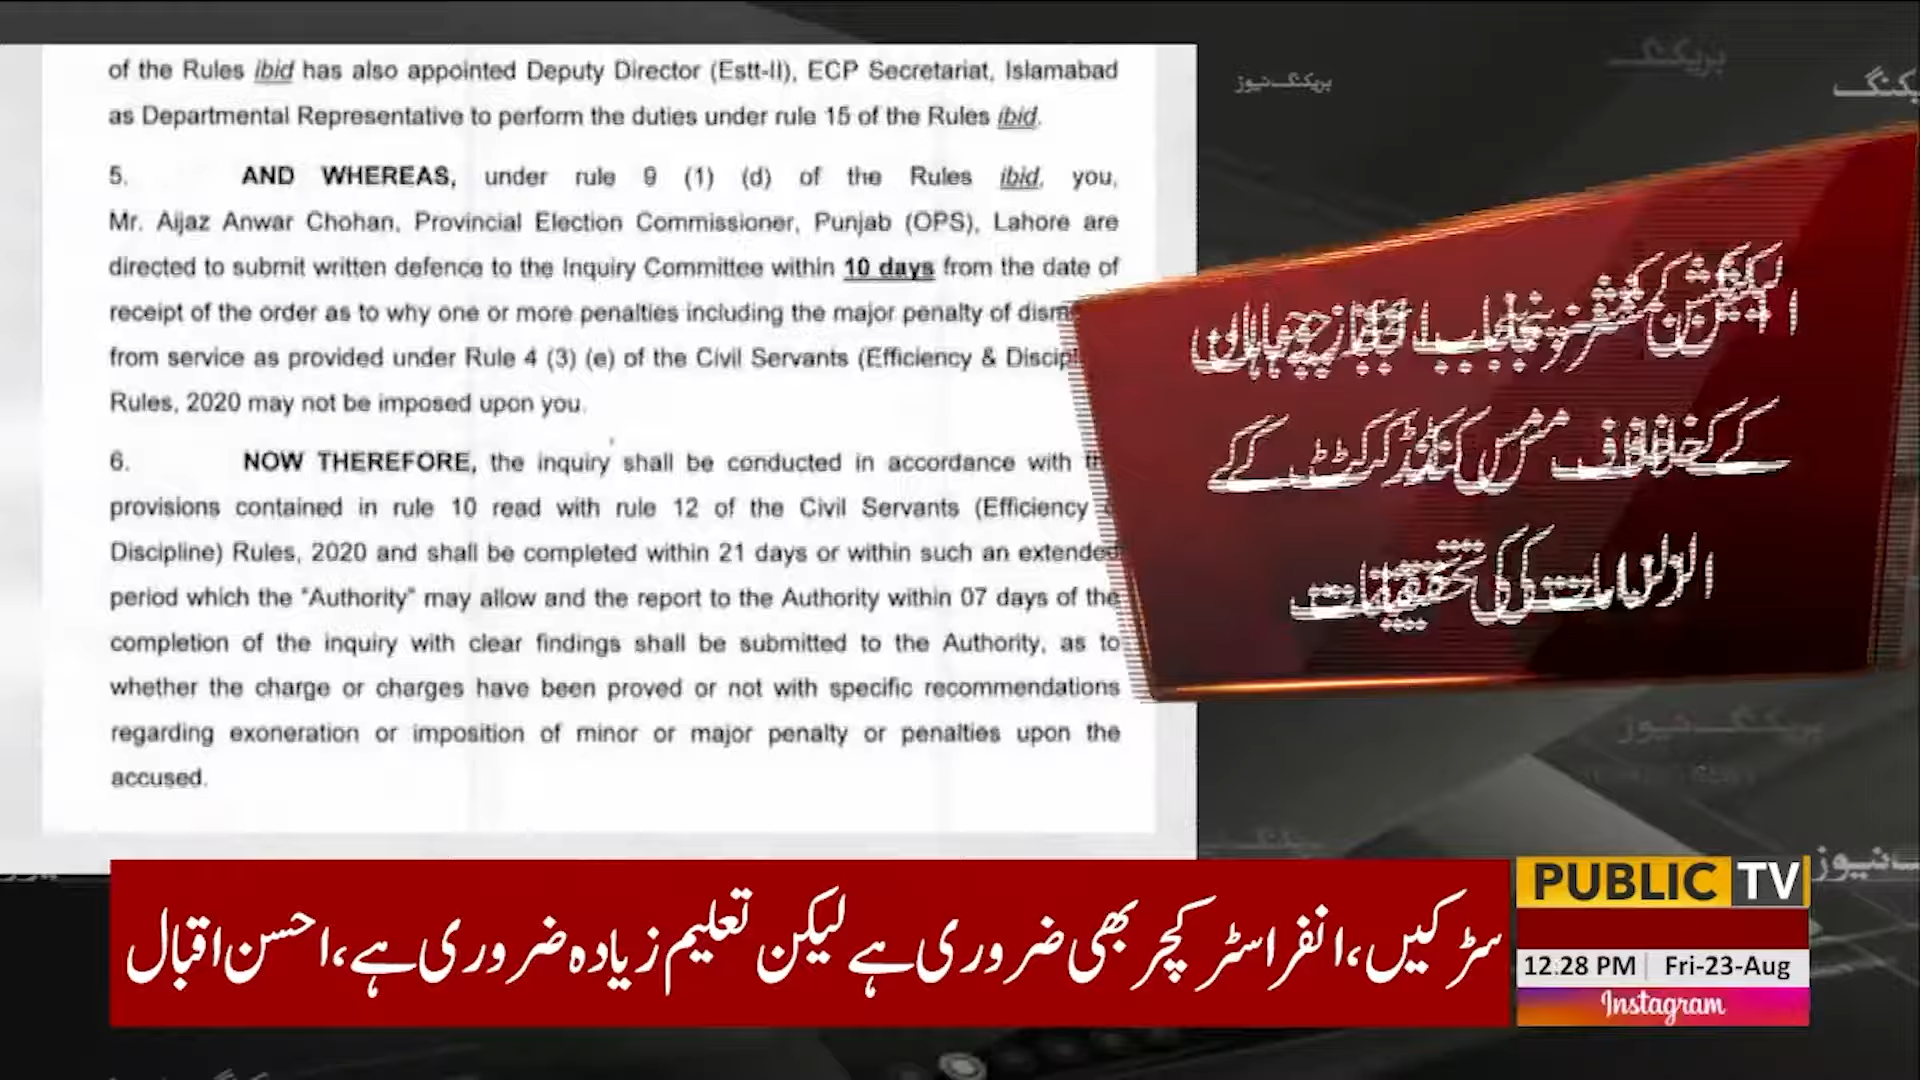 of the Rules ibid has also appointed Deputy Director (Estt-II), ECP Secretariat, Islamabad
as Departmental Representative to perform the duties under rule 15 of the Rules ibid.
5. AND WHEREAS, under rule 9 (1) (d) of the Rules ibid, you,
Mr. Aijaz Anwar Chohan, Provincial Election Commissioner, Punjab (OPS), Lahore are
directed to submit written defence to the Inquiry Committee within 10 days from the date of
receipt of the order as to why one or more penalties including the major penalty of
from service as provided under Rule 4 (3) (e) of the Civil Servants (Efficiency &
Rules, 2020 may not be imposed upon you.
6. NOW THEREFORE, the inquiry shall be conducted in accordance with
provisions contained in rule 10 read with rule 12 of the Civil Servants (Efficiency
Discipline) Rules, 2020 and shall be completed within 21 days or within such an extended
period which the "Authority" may allow and the report to the Authority within 07 days of the
completion of the inquiry with clear findings shall be submitted to the Authority, as to
whether the charge or charges have been proved or not with specific recommendations
regarding exoneration or imposition of minor or major penalty or penalties upon the
accused.
بریکنگ نیوز
الیکشن کمشنر پنجاب اعجاز چوہان
کے خلاف مس کنڈکٹ کے
الزامات کی تحقیقات
سڑکیں، انفراسٹرکچر بھی ضروری ہے لیکن تعلیم زیادہ ضروری ہے، احسن اقبال
PUBLIC TV
12:28 PM Fri-23-Aug
Instagram